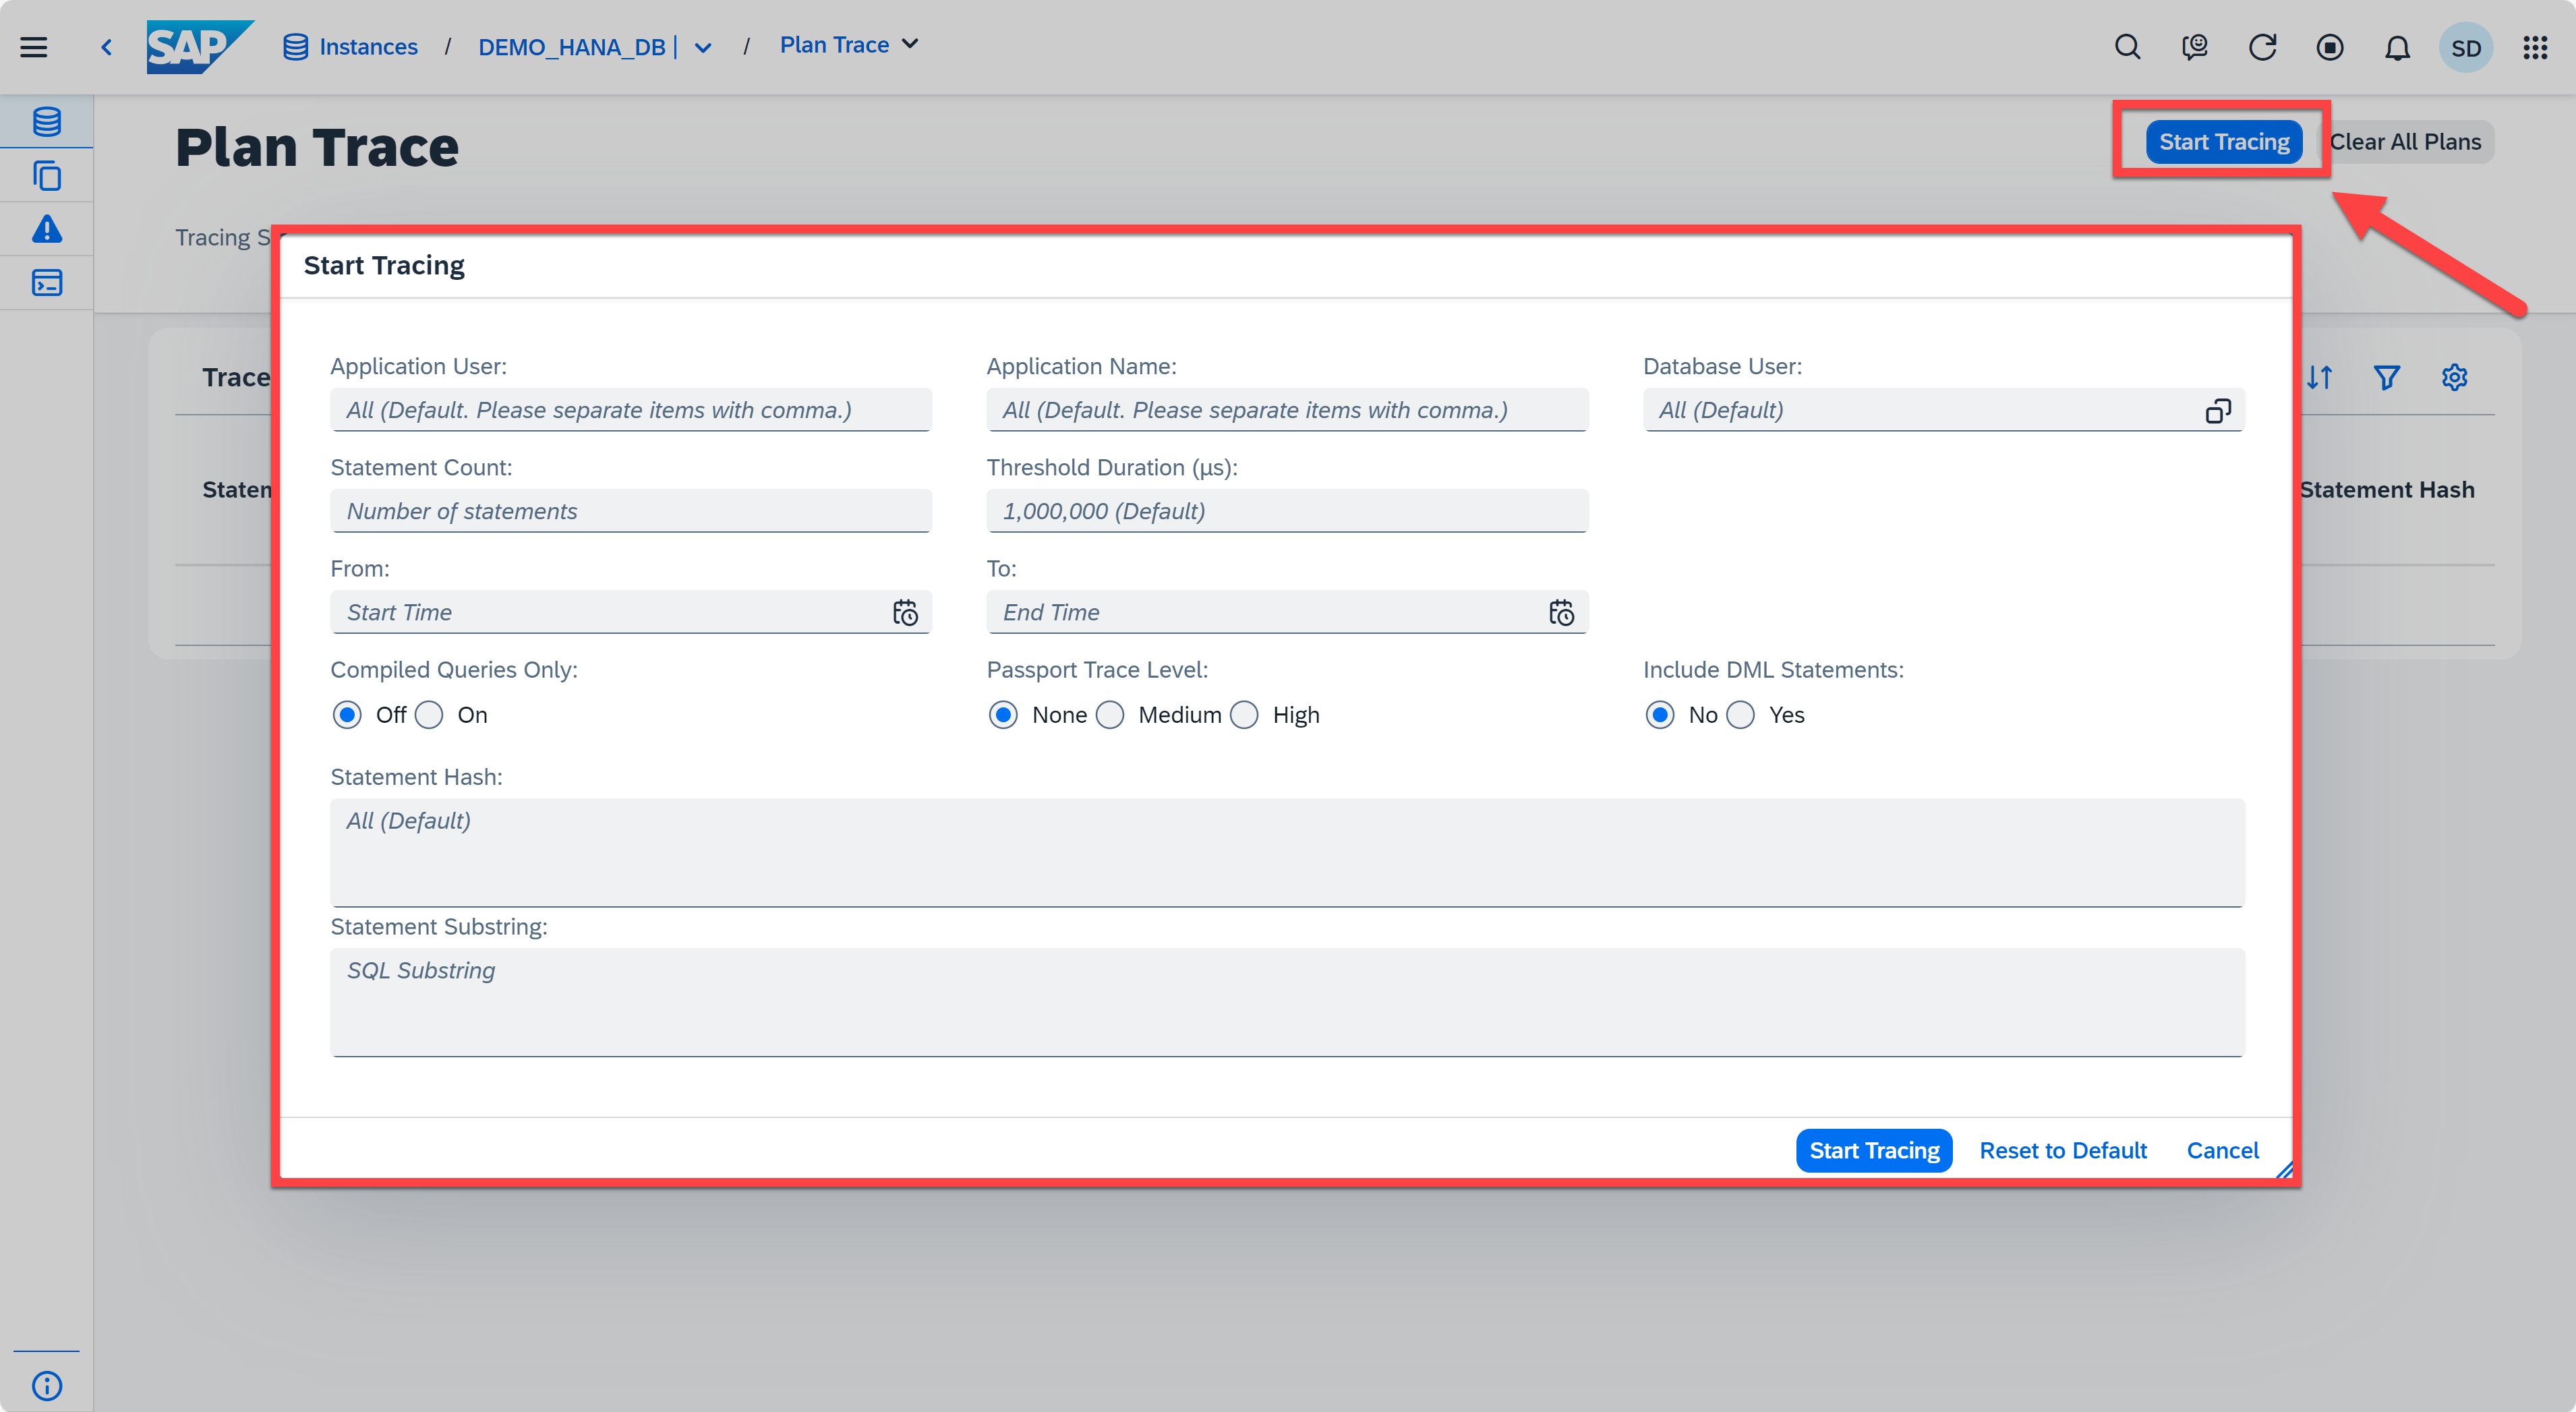 SAP Instances / DEMO_HANA_DB | / Plan Trace SD
Plan Trace
Start Tracing Clear All Plans
Tracing S
Start Tracing
Trace
Application User: Application Name: Database User:
All (Default. Please separate items with comma.) All (Default. Please separate items with comma.) All (Default)
Statement Count: Threshold Duration (µs):
Staten Statement Hash
Number of statements 1,000,000 (Default)
From: To:
Start Time End Time
Compiled Queries Only: Passport Trace Level: Include DML Statements:
Off On None Medium High No Yes
Statement Hash:
All (Default)
Statement Substring:
SQL Substring
Start Tracing Reset to Default Cancel